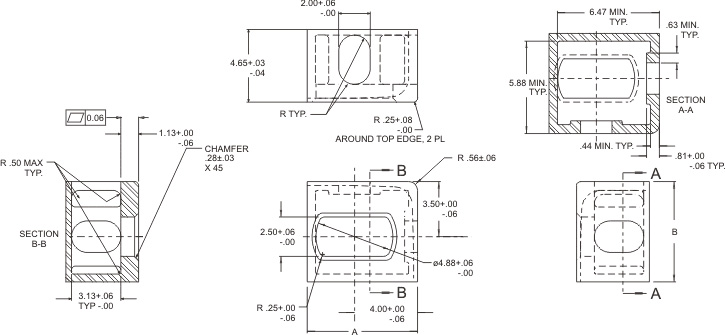 2.00+.06
-.00
4.65+.03
-.04
R TYP.
R .25+.08
-.00
AROUND TOP EDGE, 2 PL
6.47 MIN.
TYP.
.63 MIN.
TYP.
5.88 MIN.
TYP.
SECTION
A-A
.44 MIN. TYP.
.81+.00
-.06 TYP.
0.06
1.13+.00
-.06
R .50 MAX
TYP.
CHAMFER
.28±.03
X 45
SECTION
B-B
3.13+.06
TYP -.00
B
R .56±.06
3.50+.00
-.06
2.50+.06
-.00
ø4.88+.06
-.00
B
R .25+.00
-.06
4.00+.00
-.06
A
A
B
A